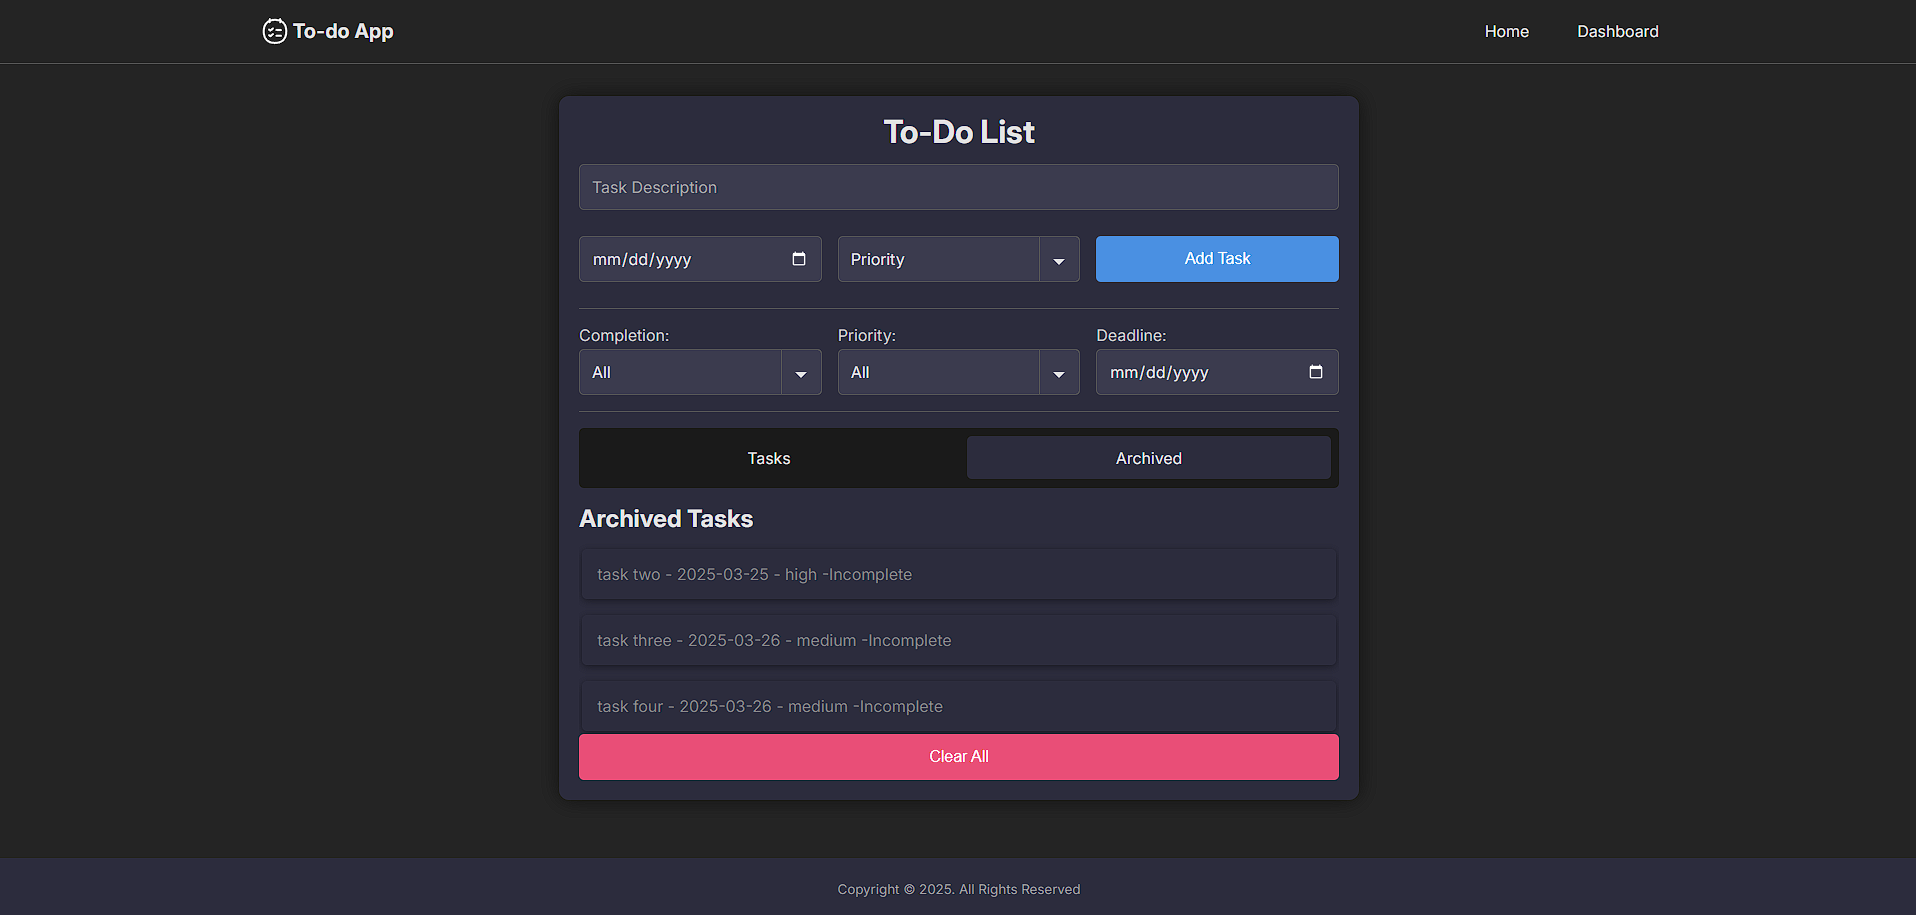 To-do App Home Dashboard
To-Do List
Task Description
mm/dd/yyyy Priority Add Task
Completion: Priority: Deadline:
All All mm/dd/yyyy
Tasks Archived
Archived Tasks
task two - 2025-03-25 - high -Incomplete
task three - 2025-03-26 - medium -Incomplete
task four - 2025-03-26 - medium -Incomplete
Clear All
Copyright © 2025. All Rights Reserved